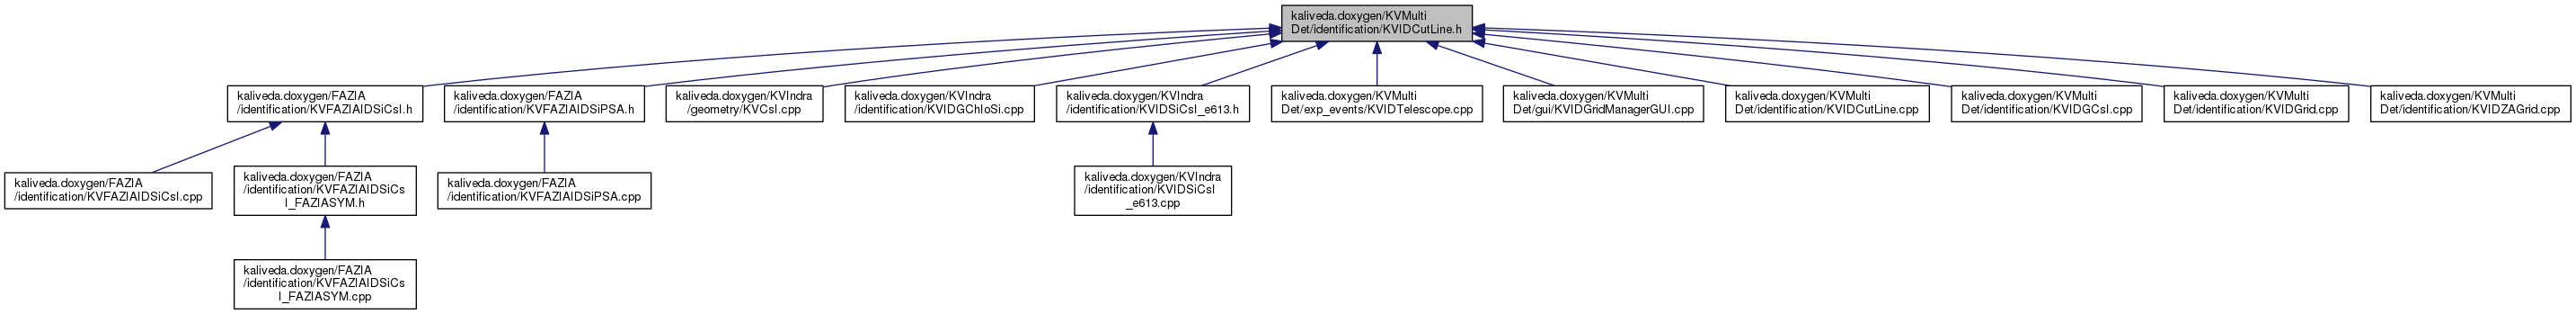 kaliveda.doxygen/KVMulti
Det/identification/KVIDCutLine.h
kaliveda.doxygen/FAZIA
/identification/KVFAZIAIDSiCsI.h
kaliveda.doxygen/FAZIA
/identification/KVFAZIAIDSiPSA.h
kaliveda.doxygen/KVIndra
/geometry/KVCsI.cpp
kaliveda.doxygen/KVIndra
/identification/KVIDGChIoSi.cpp
kaliveda.doxygen/KVIndra
/identification/KVIDSiCsI_e613.h
kaliveda.doxygen/KVMulti
Det/exp_events/KVIDTelescope.cpp
kaliveda.doxygen/KVMulti
Det/gui/KVIDGridManagerGUI.cpp
kaliveda.doxygen/KVMulti
Det/identification/KVIDCutLine.cpp
kaliveda.doxygen/KVMulti
Det/identification/KVIDGCsI.cpp
kaliveda.doxygen/KVMulti
Det/identification/KVIDGrid.cpp
kaliveda.doxygen/KVMulti
Det/identification/KVIDZAGrid.cpp
kaliveda.doxygen/FAZIA
/identification/KVFAZIAIDSiCsI.cpp
kaliveda.doxygen/FAZIA
/identification/KVFAZIAIDSiCs
I_FAZIASYM.h
kaliveda.doxygen/FAZIA
/identification/KVFAZIAIDSiPSA.cpp
kaliveda.doxygen/KVIndra
/identification/KVIDSiCsI
_e613.cpp
kaliveda.doxygen/FAZIA
/identification/KVFAZIAIDSiCs
I_FAZIASYM.cpp